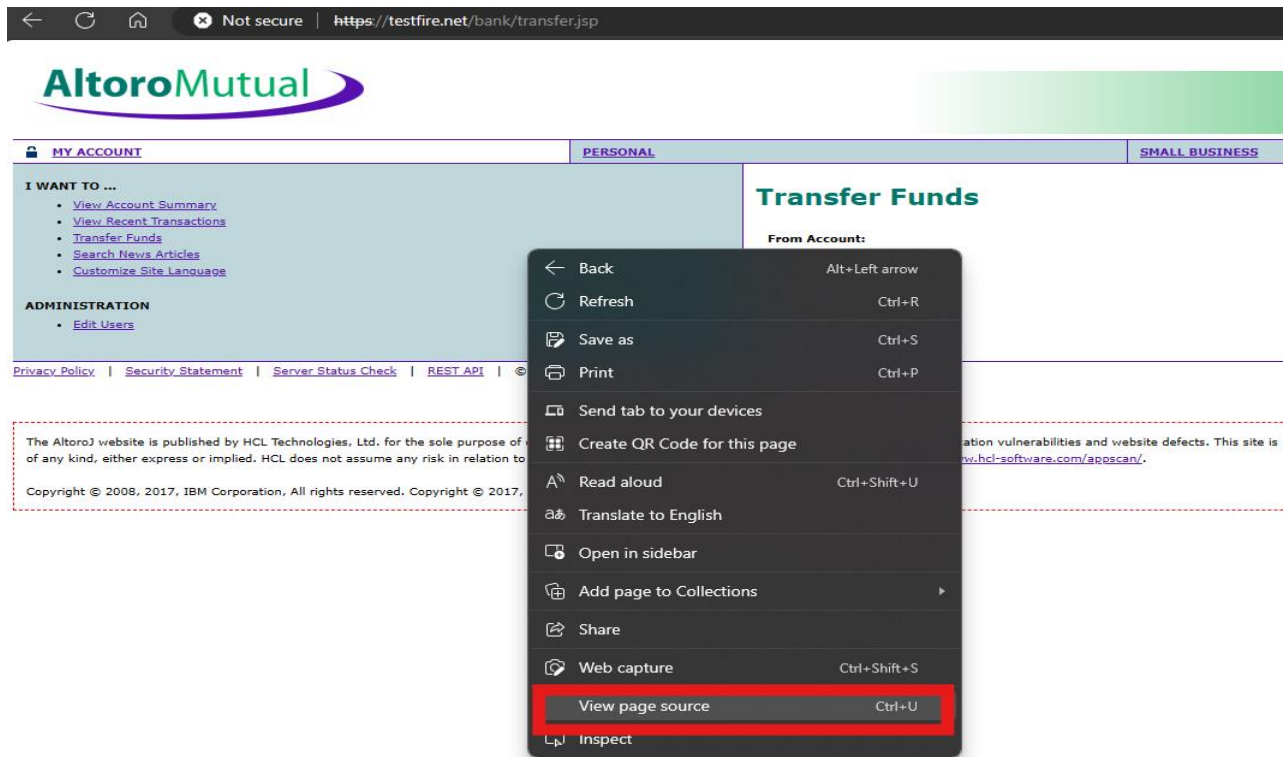 Not secure | https://testfire.net/bank/transfer.jsp
AltoroMutual
MY ACCOUNT PERSONAL SMALL BUSINESS
I WANT TO ...
• View Account Summary
• View Recent Transactions
• Transfer Funds
• Search News Articles
• Customize Site Language
ADMINISTRATION
• Edit Users
Transfer Funds
From Account:
Back Alt+Left arrow
Refresh Ctrl+R
Save as Ctrl+S
Print Ctrl+P
Send tab to your devices
Create QR Code for this page
Read aloud Ctrl+Shift+U
Translate to English
Open in sidebar
Add page to Collections
Share
Web capture Ctrl+Shift+S
View page source Ctrl+U
Inspect
Privacy Policy | Security Statement | Server Status Check | REST API | ©
The AltoroJ website is published by HCL Technologies, Ltd. for the sole purpose of ation vulnerabilities and website defects. This site is
of any kind, either express or implied. HCL does not assume any risk in relation to w.hcl-software.com/appscan/.
Copyright © 2008, 2017, IBM Corporation, All rights reserved. Copyright © 2017,